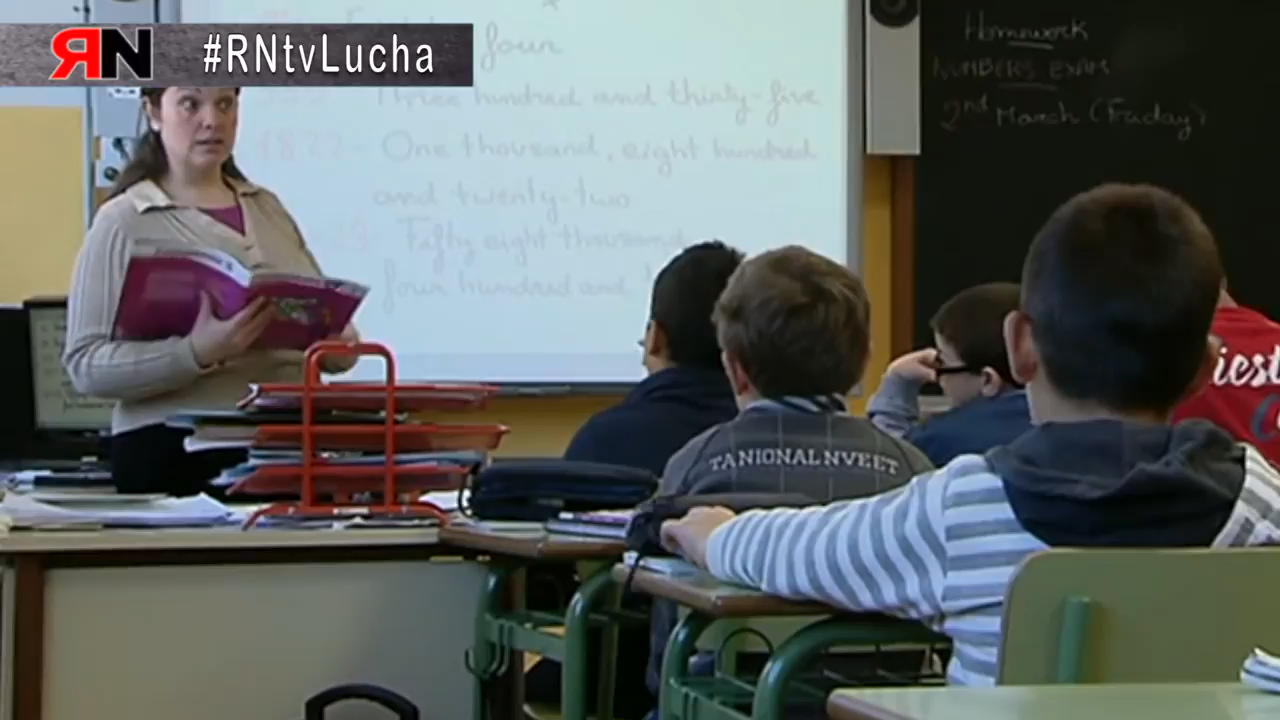 RN #RNtvLucha
four
Three hundred and thirty-five
1822- One thousand, eight hundred
and twenty-two
Fifty eight thousand
four hundred and
Homework
NUMBERS EXAM
2nd March (Friday)
TANIONAL NVEET
iest